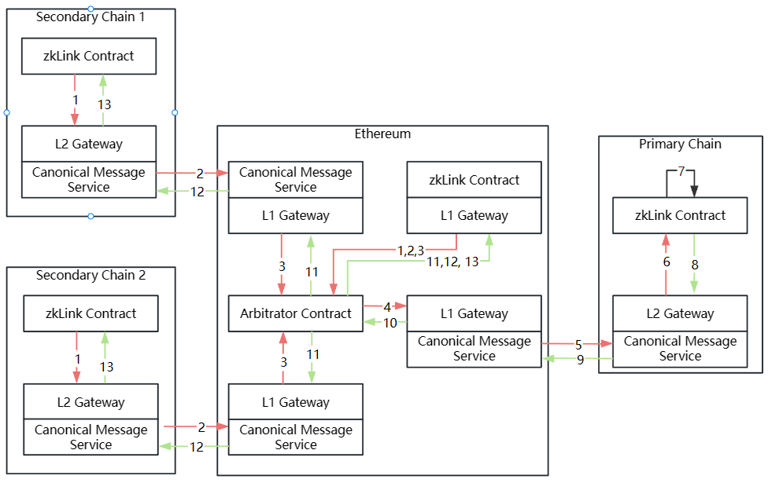 Secondary Chain 1
zkLink Contract
1
13
L2 Gateway
Canonical Message
Service
2
12
Ethereum
Canonical Message
Service
L1 Gateway
zkLink Contract
L1 Gateway
3
11
1,2,3
11,12, 13
Arbitrator Contract
4
10
L1 Gateway
Canonical Message
Service
3
11
L1 Gateway
Canonical Message
Service
5
9
Primary Chain
7
zkLink Contract
6
8
L2 Gateway
Canonical Message
Service
Secondary Chain 2
zkLink Contract
1
13
L2 Gateway
Canonical Message
Service
2
12